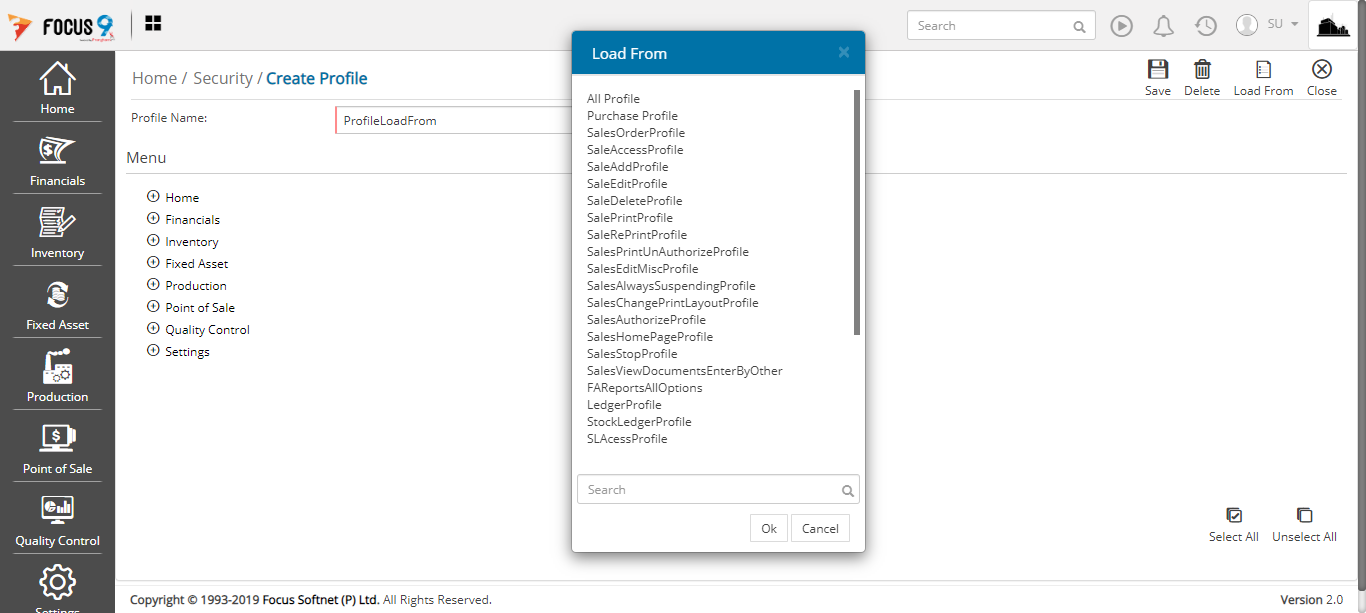 FOCUS 9
Search
SU
Home
Financials
Inventory
Fixed Asset
Production
Point of Sale
Quality Control
Settings
Home / Security / Create Profile
Save
Delete
Load From
Close
Profile Name:
ProfileLoadFrom
Menu
Home
Financials
Inventory
Fixed Asset
Production
Point of Sale
Quality Control
Settings
Load From
×
All Profile
Purchase Profile
SalesOrderProfile
SaleAccessProfile
SaleAddProfile
SaleEditProfile
SaleDeleteProfile
SalePrintProfile
SaleRePrintProfile
SalesPrintUnAuthorizeProfile
SalesEditMiscProfile
SalesAlwaysSuspendingProfile
SalesChangePrintLayoutProfile
SalesAuthorizeProfile
SalesHomePageProfile
SalesStopProfile
SalesViewDocumentsEnterByOther
FAReportsAllOptions
LedgerProfile
StockLedgerProfile
SLAcessProfile
Search
Ok
Cancel
Select All
Unselect All
Copyright © 1993-2019 Focus Softnet (P) Ltd. All Rights Reserved.
Version 2.0